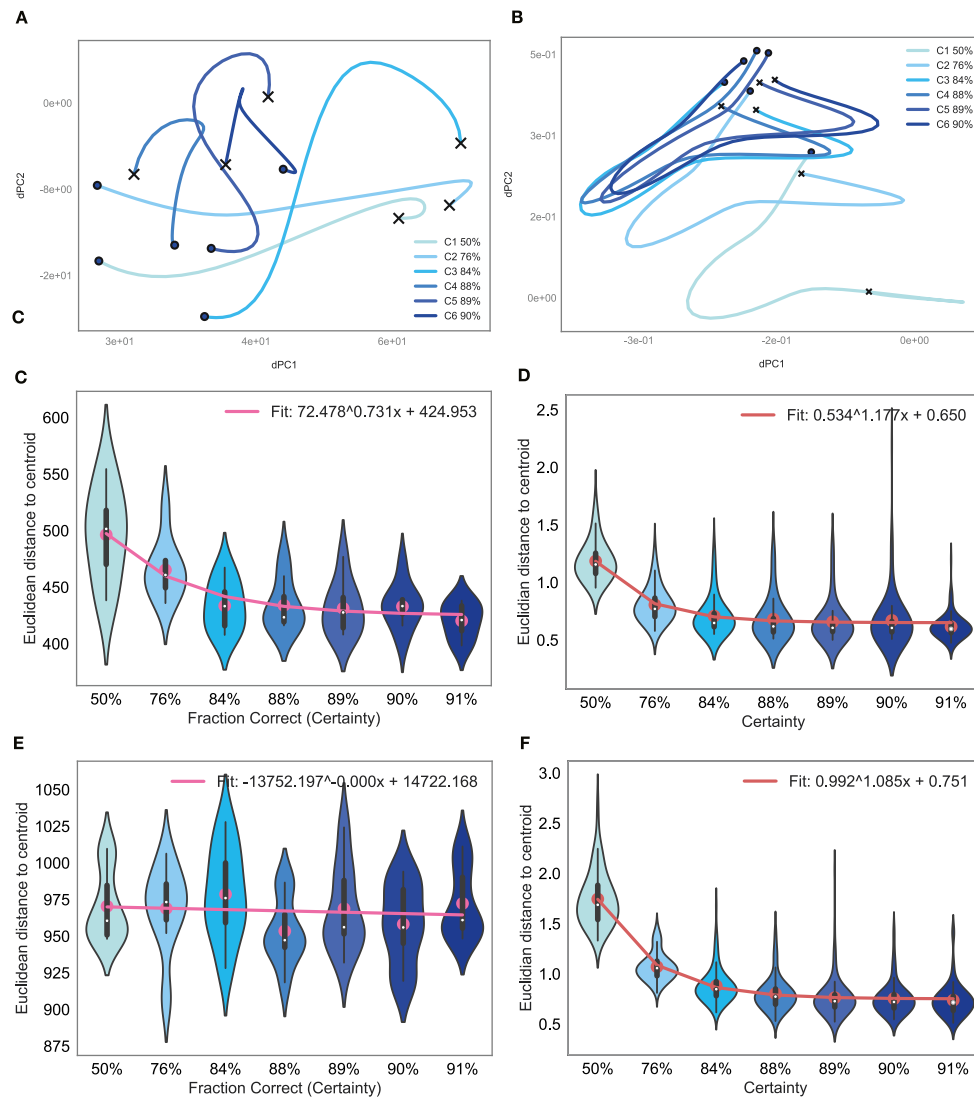 A
B
dPC2
0e+00
-8e+00
-2e+01
3e+01
4e+01
6e+01
dPC1
C1 50%
C2 76%
C3 84%
C4 88%
C5 89%
C6 90%
dPC2
5e-01
3e-01
2e-01
0e+00
-3e-01
-2e-01
0e+00
dPC1
C1 50%
C2 76%
C3 84%
C4 88%
C5 89%
C6 90%
C
C
Fit: 72.478^0.731x + 424.953
Euclidean distance to centroid
600
550
500
450
400
50% 76% 84% 88% 89% 90% 91%
Fraction Correct (Certainty)
D
Fit: 0.534^1.177x + 0.650
Euclidian distance to centroid
2.5
2.0
1.5
1.0
0.5
50% 76% 84% 88% 89% 90% 91%
Certainty
E
Fit: -13752.197^-0.000x + 14722.168
Euclidean distance to centroid
1050
1025
1000
975
950
925
900
875
50% 76% 84% 88% 89% 90% 91%
Fraction Correct (Certainty)
F
Fit: 0.992^1.085x + 0.751
Euclidian distance to centroid
3.0
2.5
2.0
1.5
1.0
0.5
50% 76% 84% 88% 89% 90% 91%
Certainty